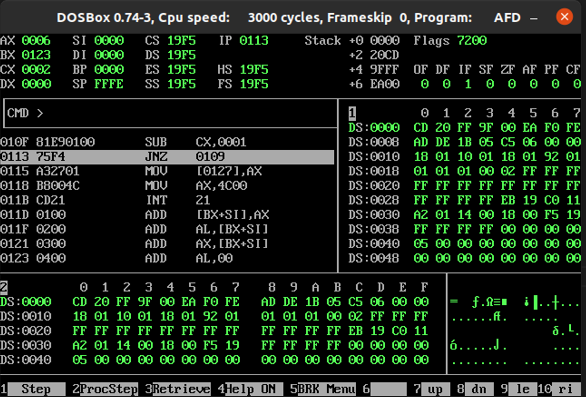 DOSBox 0.74-3, Cpu speed: 3000 cycles, Frameskip 0, Program: AFD
AX 0006 SI 0000 CS 19F5 IP 0113 Stack +0 0000 Flags 7200
BX 0123 DI 0000 DS 19F5 +2 20CD
CX 0002 BP 0000 ES 19F5 HS 19F5 +4 9FFF OF DF IF SF ZF AF PF CF
DX 0000 SP FFFE SS 19F5 FS 19F5 +6 EA00 0 0 1 0 0 0 0 0
CMD >
1 0 1 2 3 4 5 6 7
DS:0000 CD 20 FF 9F 00 EA F0 FE
010F 81E90100 SUB CX,0001 DS:0008 AD DE 1B 05 C5 06 00 00
0113 75F4 JNZ 0109 DS:0010 18 01 10 01 18 01 92 01
0115 A32701 MOV [0127],AX DS:0018 01 01 01 00 02 FF FF FF
0118 B8004C MOV AX,4C00 DS:0020 FF FF FF FF FF FF FF FF
011B CD21 INT 21 DS:0028 FF FF FF FF EB 19 C0 11
011D 0100 ADD [BX+SI],AX DS:0030 A2 01 14 00 18 00 F5 19
011F 0200 ADD AL,[BX+SI] DS:0038 FF FF FF FF 00 00 00 00
0121 0300 ADD AX,[BX+SI] DS:0040 05 00 00 00 00 00 00 00
0123 0400 ADD AL,00 DS:0048 00 00 00 00 00 00 00 00
2 0 1 2 3 4 5 6 7 8 9 A B C D E F
DS:0000 CD 20 FF 9F 00 EA F0 FE AD DE 1B 05 C5 06 00 00
DS:0010 18 01 10 01 18 01 92 01 01 01 01 00 02 FF FF FF
DS:0020 FF FF FF FF FF FF FF FF FF FF FF FF EB 19 C0 11
DS:0030 A2 01 14 00 18 00 F5 19 FF FF FF FF 00 00 00 00
DS:0040 05 00 00 00 00 00 00 00 00 00 00 00 00 00 00 00
1 Step 2ProcStep 3Retrieve 4Help ON 5BRK Menu 6 7 up 8 dn 9 le 10 ri